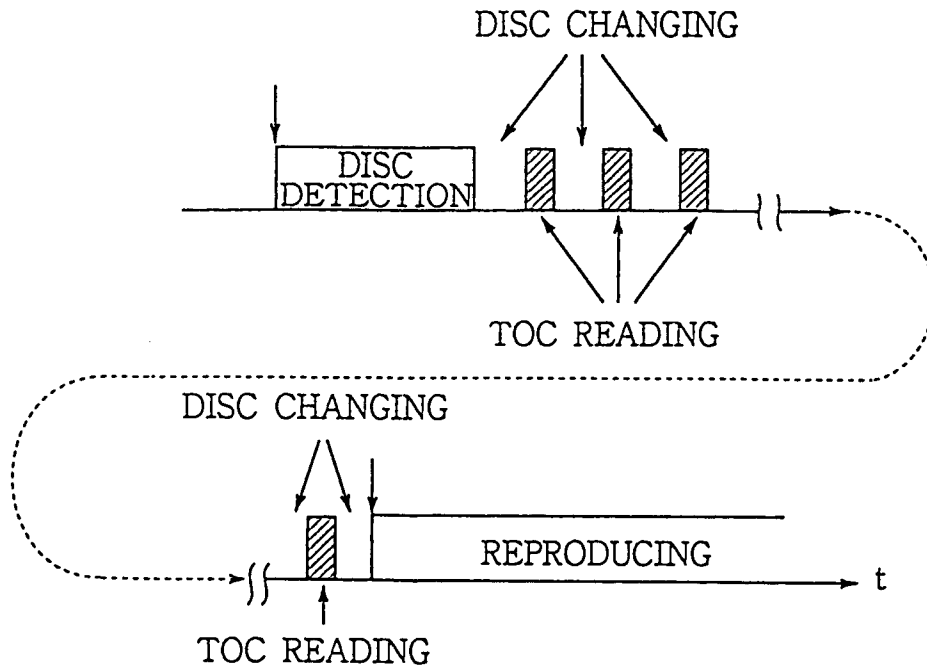 DISC CHANGING
DISC
DETECTION
TOC READING
DISC CHANGING
REPRODUCING
t
TOC READING